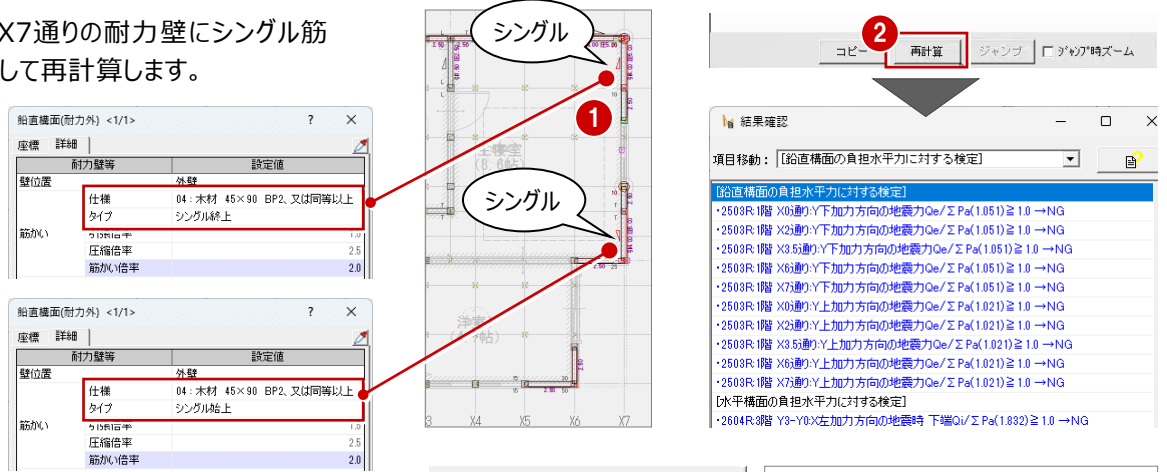 X7通りの耐力壁にシングル筋
して再計算します。
鉛直構面(耐力外) <1/1>
座標 詳細
耐力壁等 設定値
壁位置 外壁
仕様 04:木材 45×90 BP2、又は同等以上
タイプ シングル終上
筋かい
圧縮倍率 2.5
筋かい倍率 2.0
鉛直構面(耐力外) <1/1>
座標 詳細
耐力壁等 設定値
壁位置 外壁
仕様 04:木材 45×90 BP2、又は同等以上
タイプ シングル始上
筋かい
圧縮倍率 2.5
筋かい倍率 2.0
シングル
1
主寝室
(8.6帖)
シングル
洋室
X4 X5 X6 X7
2
コピー 再計算 ジャンプ ジャンプ時ズーム
結果確認
項目移動: [鉛直構面の負担水平力に対する検定]
[鉛直構面の負担水平力に対する検定]
・2503R:1階 X0通り:Y下加力方向の地震力Qe/ΣPa(1.051)≧1.0 →NG
・2503R:1階 X2通り:Y下加力方向の地震力Qe/ΣPa(1.051)≧1.0 →NG
・2503R:1階 X3.5通り:Y下加力方向の地震力Qe/ΣPa(1.051)≧1.0 →NG
・2503R:1階 X6通り:Y下加力方向の地震力Qe/ΣPa(1.051)≧1.0 →NG
・2503R:1階 X7通り:Y下加力方向の地震力Qe/ΣPa(1.051)≧1.0 →NG
・2503R:1階 X0通り:Y上加力方向の地震力Qe/ΣPa(1.021)≧1.0 →NG
・2503R:1階 X2通り:Y上加力方向の地震力Qe/ΣPa(1.021)≧1.0 →NG
・2503R:1階 X3.5通り:Y上加力方向の地震力Qe/ΣPa(1.021)≧1.0 →NG
・2503R:1階 X6通り:Y上加力方向の地震力Qe/ΣPa(1.021)≧1.0 →NG
・2503R:1階 X7通り:Y上加力方向の地震力Qe/ΣPa(1.021)≧1.0 →NG
[水平構面の負担水平力に対する検定]
・2604R:3階 Y3-Y0:X左加力方向の地震時 下端Qi/ΣPa(1.832)≧1.0 →NG